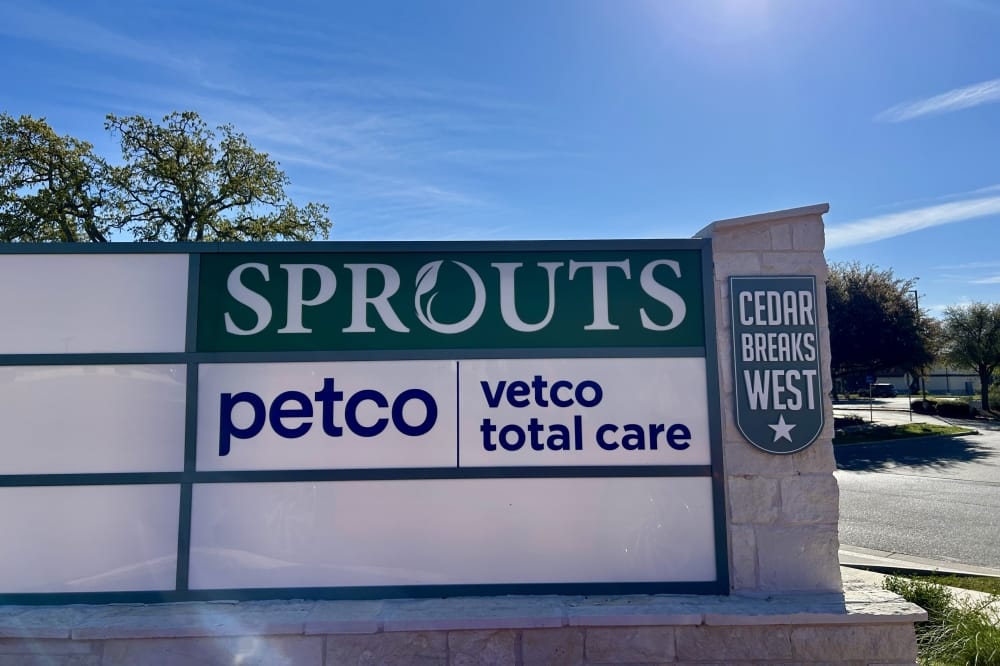 SPROUTS
petco
vetco
total care
CEDAR
BREAKS
WEST